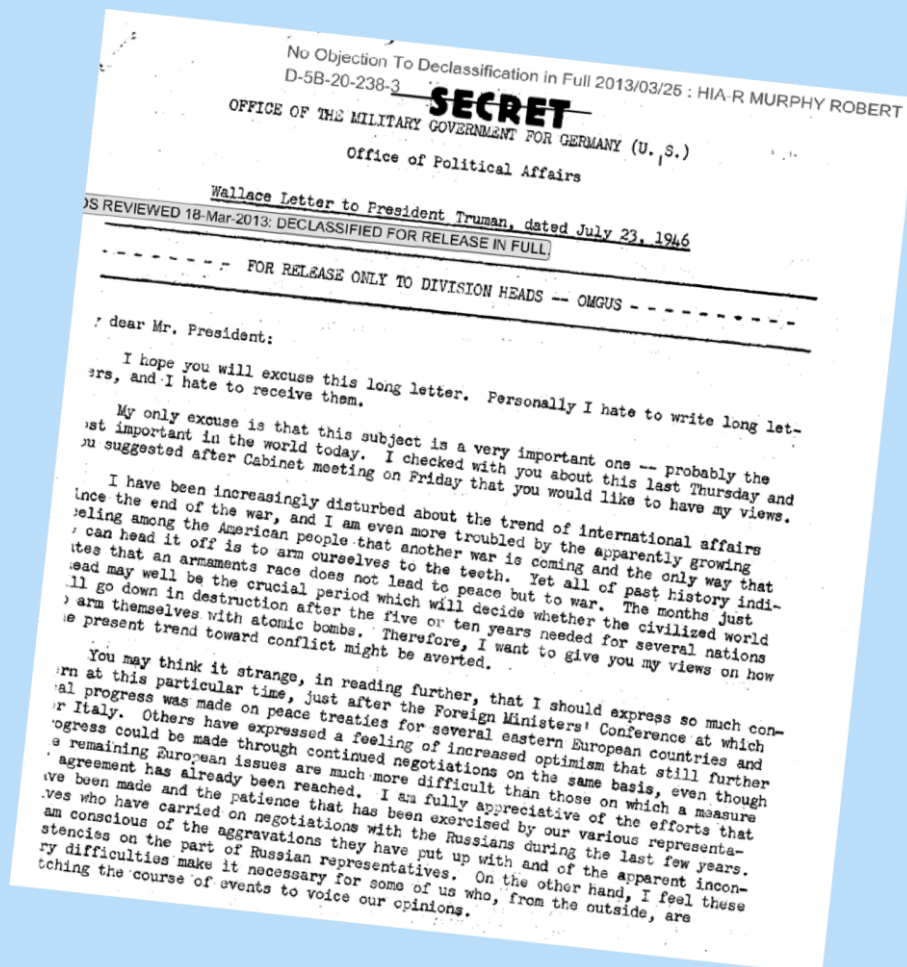 No Objection To Declassification in Full 2013/03/25 : HIA-R MURPHY ROBERT
D-5B-20-238-3
SECRET
OFFICE OF THE MILITARY GOVERNMENT FOR GERMANY (U. S.)
Office of Political Affairs
Wallace Letter to President Truman, dated July 23, 1946
DS REVIEWED 18-Mar-2013: DECLASSIFIED FOR RELEASE IN FULL
- - - - - - - - FOR RELEASE ONLY TO DIVISION HEADS -- OMGUS - - - - - - - - - -
dear Mr. President:
I hope you will excuse this long letter. Personally I hate to write long let-
ers, and I hate to receive them.
My only excuse is that this subject is a very important one -- probably the
st important in the world today. I checked with you about this last Thursday and
ou suggested after Cabinet meeting on Friday that you would like to have my views.
I have been increasingly disturbed about the trend of international affairs
ince the end of the war, and I am even more troubled by the apparently growing
eling among the American people that another war is coming and the only way that
can head it off is to arm ourselves to the teeth. Yet all of past history indi-
tes that an armaments race does not lead to peace but to war. The months just
ead may well be the crucial period which will decide whether the civilized world
ll go down in destruction after the five or ten years needed for several nations
arm themselves with atomic bombs. Therefore, I want to give you my views on how
e present trend toward conflict might be averted.
You may think it strange, in reading further, that I should express so much con-
rn at this particular time, just after the Foreign Ministers' Conference at which
al progress was made on peace treaties for several eastern European countries and
r Italy. Others have expressed a feeling of increased optimism that still further
ogress could be made through continued negotiations on the same basis, even though
e remaining European issues are much more difficult than those on which a measure
agreement has already been reached. I am fully appreciative of the efforts that
ve been made and the patience that has been exercised by our various representa-
ves who have carried on negotiations with the Russians during the last few years.
am conscious of the aggravations they have put up with and of the apparent incon-
stencies on the part of Russian representatives. On the other hand, I feel these
ry difficulties make it necessary for some of us who, from the outside, are
tching the course of events to voice our opinions.